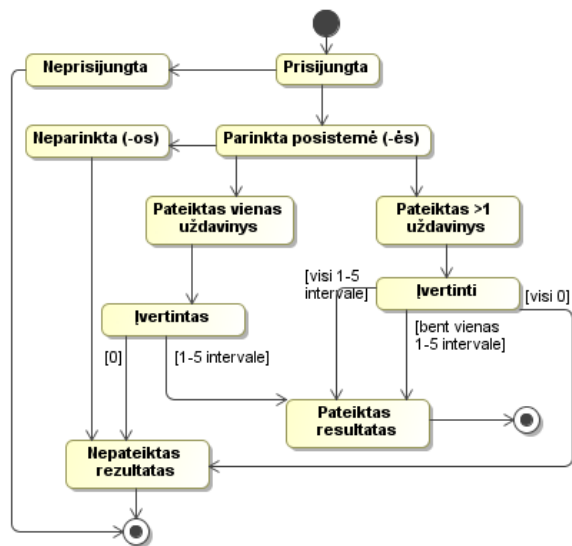 Neprisijungta
Prisijungta
Neparinkta (-os)
Parinkta posistemė (-ės)
Pateiktas vienas
uždavinys
Pateiktas >1
uždavinys
[visi 1-5
intervale]
Įvertinti
[visi 0]
Įvertintas
[bent vienas
1-5 intervale]
[0]
[1-5 intervale]
Pateiktas
resultatas
Nepateiktas
rezultatas